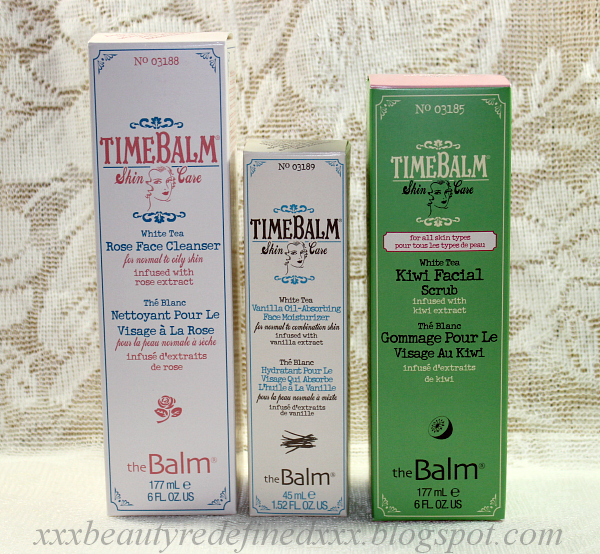 Nº 03188
TIMEBALM®
Skin Care
White Tea
Rose Face Cleanser
for normal to oily skin
infused with
rose extract
Thé Blanc
Nettoyant Pour Le
Visage à La Rose
pour la peau normale à sèche
infusé d'extraits
de rose
theBalm®
177 mL e
6 FL. OZ. US
Nº 03189
TIMEBALM®
Skin Care
White Tea
Vanilla Oil-Absorbing
Face Moisturizer
for normal to combination skin
infused with
vanilla extract
Thé Blanc
Hydratant Pour Le
Visage Qui Absorbe
L'huile à La Vanille
pour la peau normale à mixte
infusé d'extraits
de vanille
theBalm®
45 mL e
1.52 FL. OZ. US
Nº 03185
TIMEBALM®
Skin Care
for all skin types
pour tous les types de peau
White Tea
Kiwi Facial
Scrub
infused with
kiwi extract
Thé Blanc
Gommage Pour Le
Visage Au Kiwi
infusé d'extraits
de kiwi
theBalm®
177 mL e
6 FL. OZ. US
xxxbeautyredefinedxxx.blogspot.com